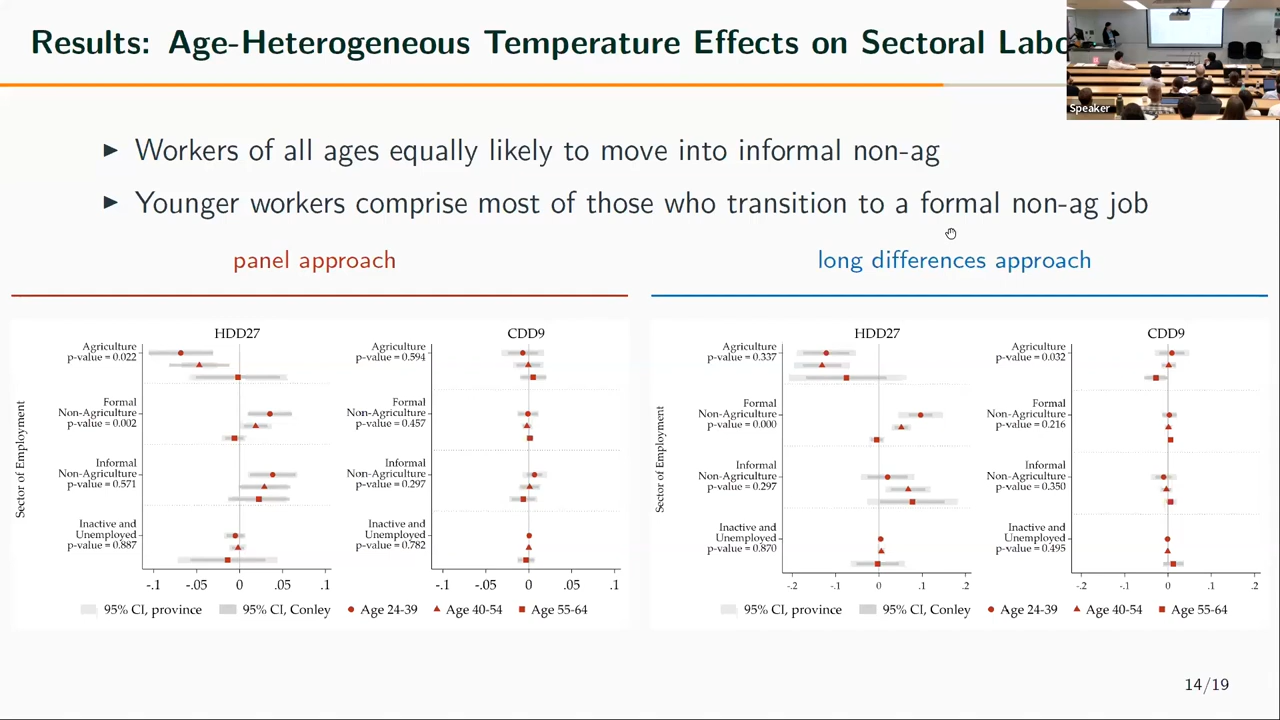 Results: Age-Heterogeneous Temperature Effects on Sectoral
Speaker
▶ Workers of all ages equally likely to move into informal non-ag
▶ Younger workers comprise most of those who transition to a formal non-ag job
panel approach
HDD27
CDD9
Sector of Employment
Agriculture
p-value = 0.022
Formal
Non-Agriculture
p-value = 0.002
Informal
Non-Agriculture
p-value = 0.571
Inactive and
Unemployed
p-value = 0.887
-.1 -.05 0 .05 .1
Agriculture
p-value = 0.594
Formal
Non-Agriculture
p-value = 0.457
Informal
Non-Agriculture
p-value = 0.297
Inactive and
Unemployed
p-value = 0.782
-.1 -.05 0 .05 .1
95% CI, province 95% CI, Conley Age 24-39 Age 40-54 Age 55-64
long differences approach
HDD27
CDD9
Sector of Employment
Agriculture
p-value = 0.337
Formal
Non-Agriculture
p-value = 0.000
Informal
Non-Agriculture
p-value = 0.297
Inactive and
Unemployed
p-value = 0.870
-.2 -.1 0 .1 .2
Agriculture
p-value = 0.032
Formal
Non-Agriculture
p-value = 0.216
Informal
Non-Agriculture
p-value = 0.350
Inactive and
Unemployed
p-value = 0.495
-.2 -.1 0 .1 .2
95% CI, province 95% CI, Conley Age 24-39 Age 40-54 Age 55-64
14/19